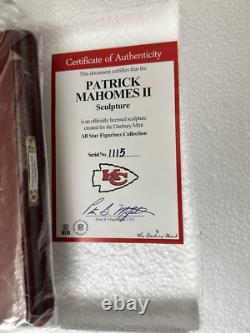 Certificate of Authenticity
This document certifies that the
PATRICK
MAHOMES II
Sculpture
is an officially licensed sculpture
created for the Danbury Mint
All Star Figurines Collection
Serial No. 1115
KC
the Danbury Mint